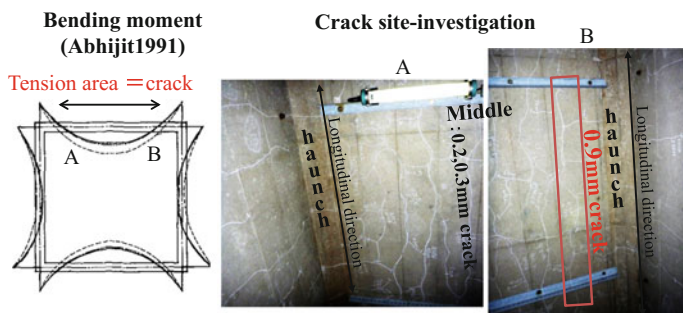 Bending moment
(Abhijit1991)
Tension area =crack
A
B
Crack site-investigation
A
haunch
Longitudinal direction
Middle
:0.2,0.3mm crack
B
0.9mm crack
haunch
Longitudinal direction